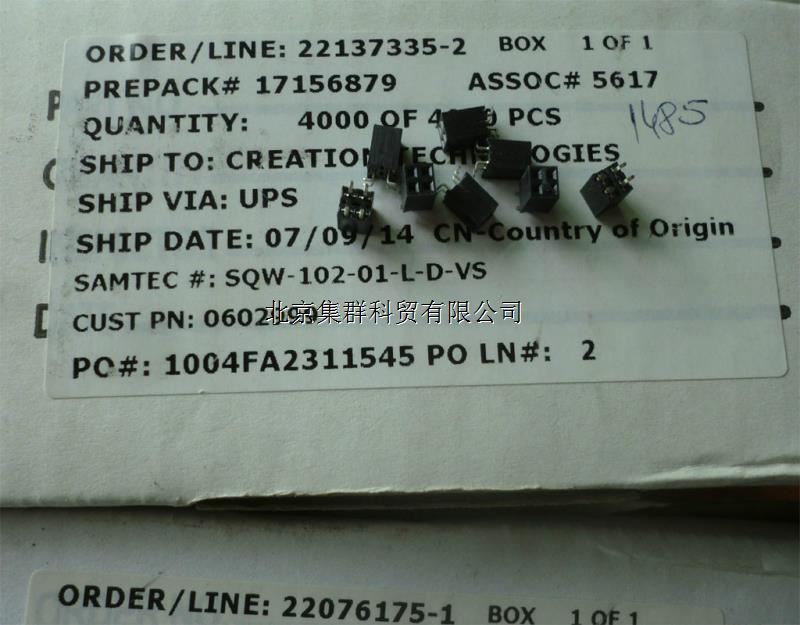 ORDER/LINE: 22137335-2 BOX 1 OF 1
PREPACK# 17156879 ASSOC# 5617
QUANTITY: 4000 OF PCS
1485
SHIP TO: CREATION
SHIP VIA: UPS
SHIP DATE: 07/09/14 CN-Country of Origin
SAMTEC #: SQW-102-01-L-D-VS
北京集群科贸有限公司
CUST PN:
PO#: 1004FA2311545 PO LN#: 2
ORDER/LINE: 22076175-1 BOX 1 OF 1